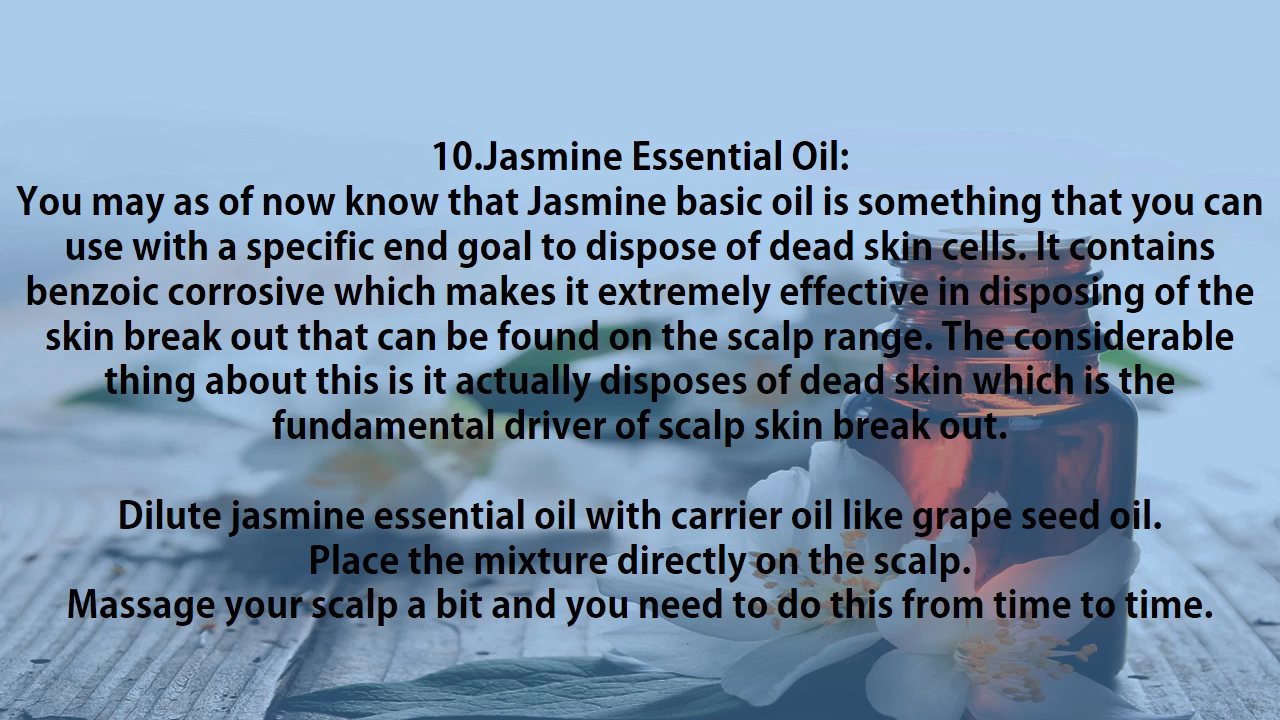 10.Jasmine Essential Oil:
You may as of now know that Jasmine basic oil is something that you can
use with a specific end goal to dispose of dead skin cells. It contains
benzoic corrosive which makes it extremely effective in disposing of the
skin break out that can be found on the scalp range. The considerable
thing about this is it actually disposes of dead skin which is the
fundamental driver of scalp skin break out.
Dilute jasmine essential oil with carrier oil like grape seed oil.
Place the mixture directly on the scalp.
Massage your scalp a bit and you need to do this from time to time.